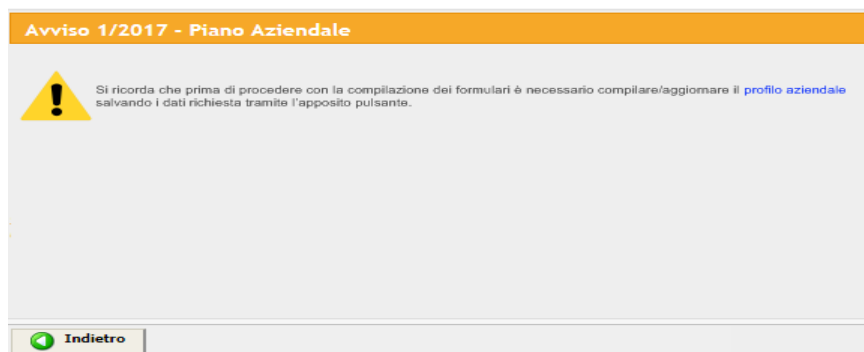 Avviso 1/2017 - Piano Aziendale
Si ricorda che prima di procedere con la compilazione dei formulari è necessario compilare/aggiornare il profilo aziendale
salvando i dati richiesta tramite l'apposito pulsante.
Indietro